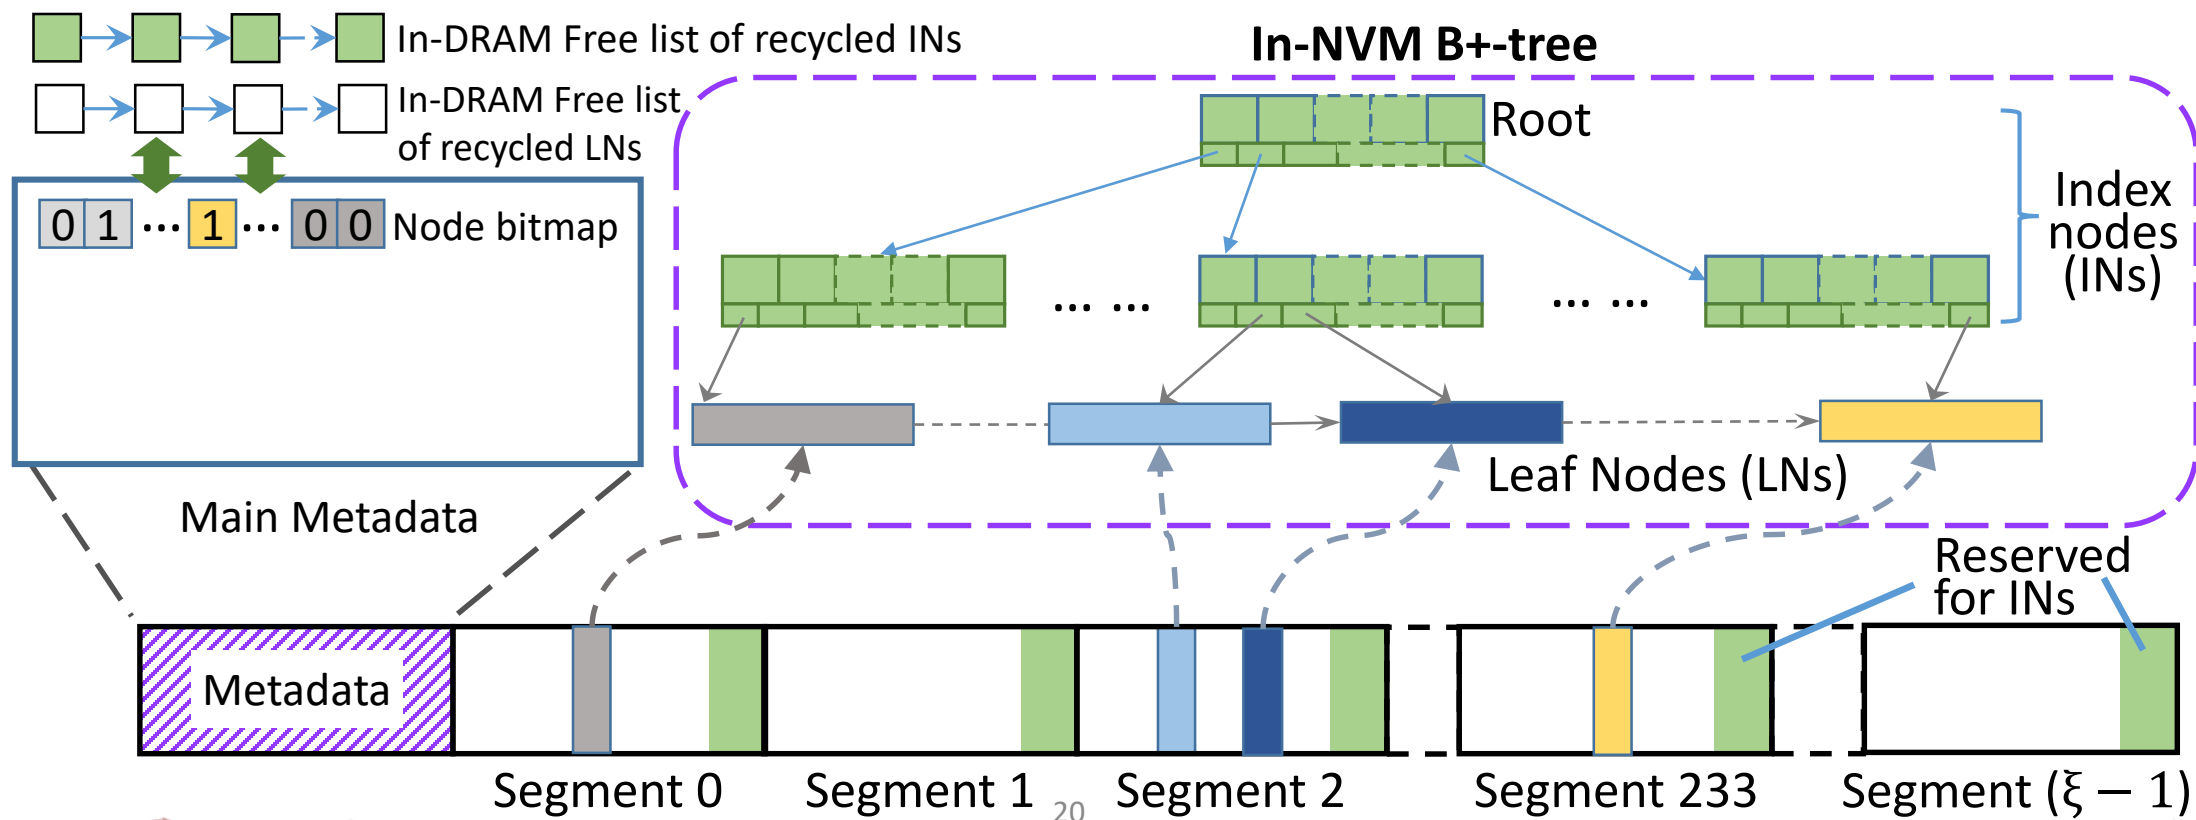 In-DRAM Free list of recycled INs
In-DRAM Free list
of recycled LNs
0 1 ... 1 ... 0 0 Node bitmap
Main Metadata
In-NVM B+-tree
Root
Index
nodes
(INs)
... ...
... ...
Leaf Nodes (LNs)
Reserved
for INs
Metadata
Segment 0
Segment 1
Segment 2
Segment 233
Segment (ξ − 1)
20